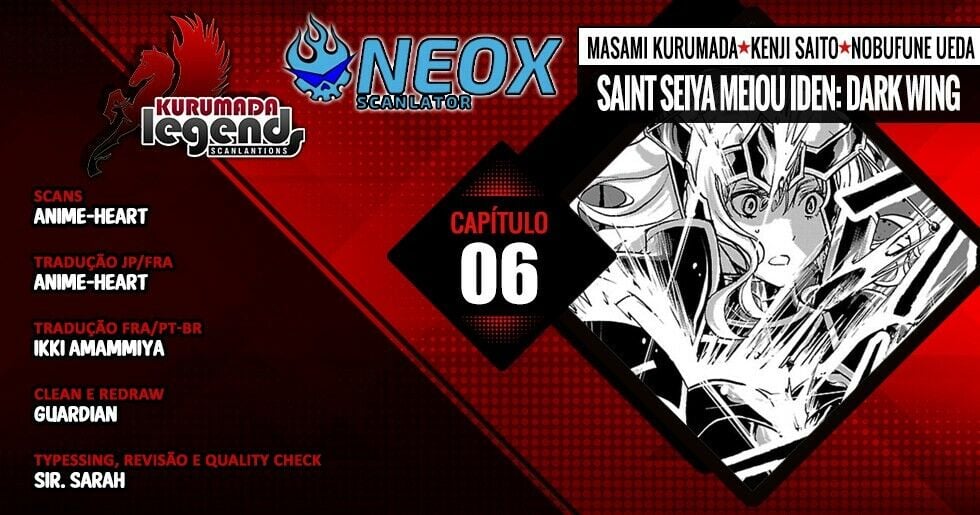 KURUMADA
legends
SCANLANTIONS
NEOX
SCANLATOR
MASAMI KURUMADA★KENJI SAITO★NOBUFUNE UEDA
SAINT SEIYA MEIOU IDEN: DARK WING
SCANS
ANIME-HEART
TRADUÇÃO JP/FRA
ANIME-HEART
TRADUÇÃO FRA/PT-BR
IKKI AMAMMIYA
CLEAN E REDRAW
GUARDIAN
TYPESSING, REVISÃO E QUALITY CHECK
SIR. SARAH
CAPÍTULO
06